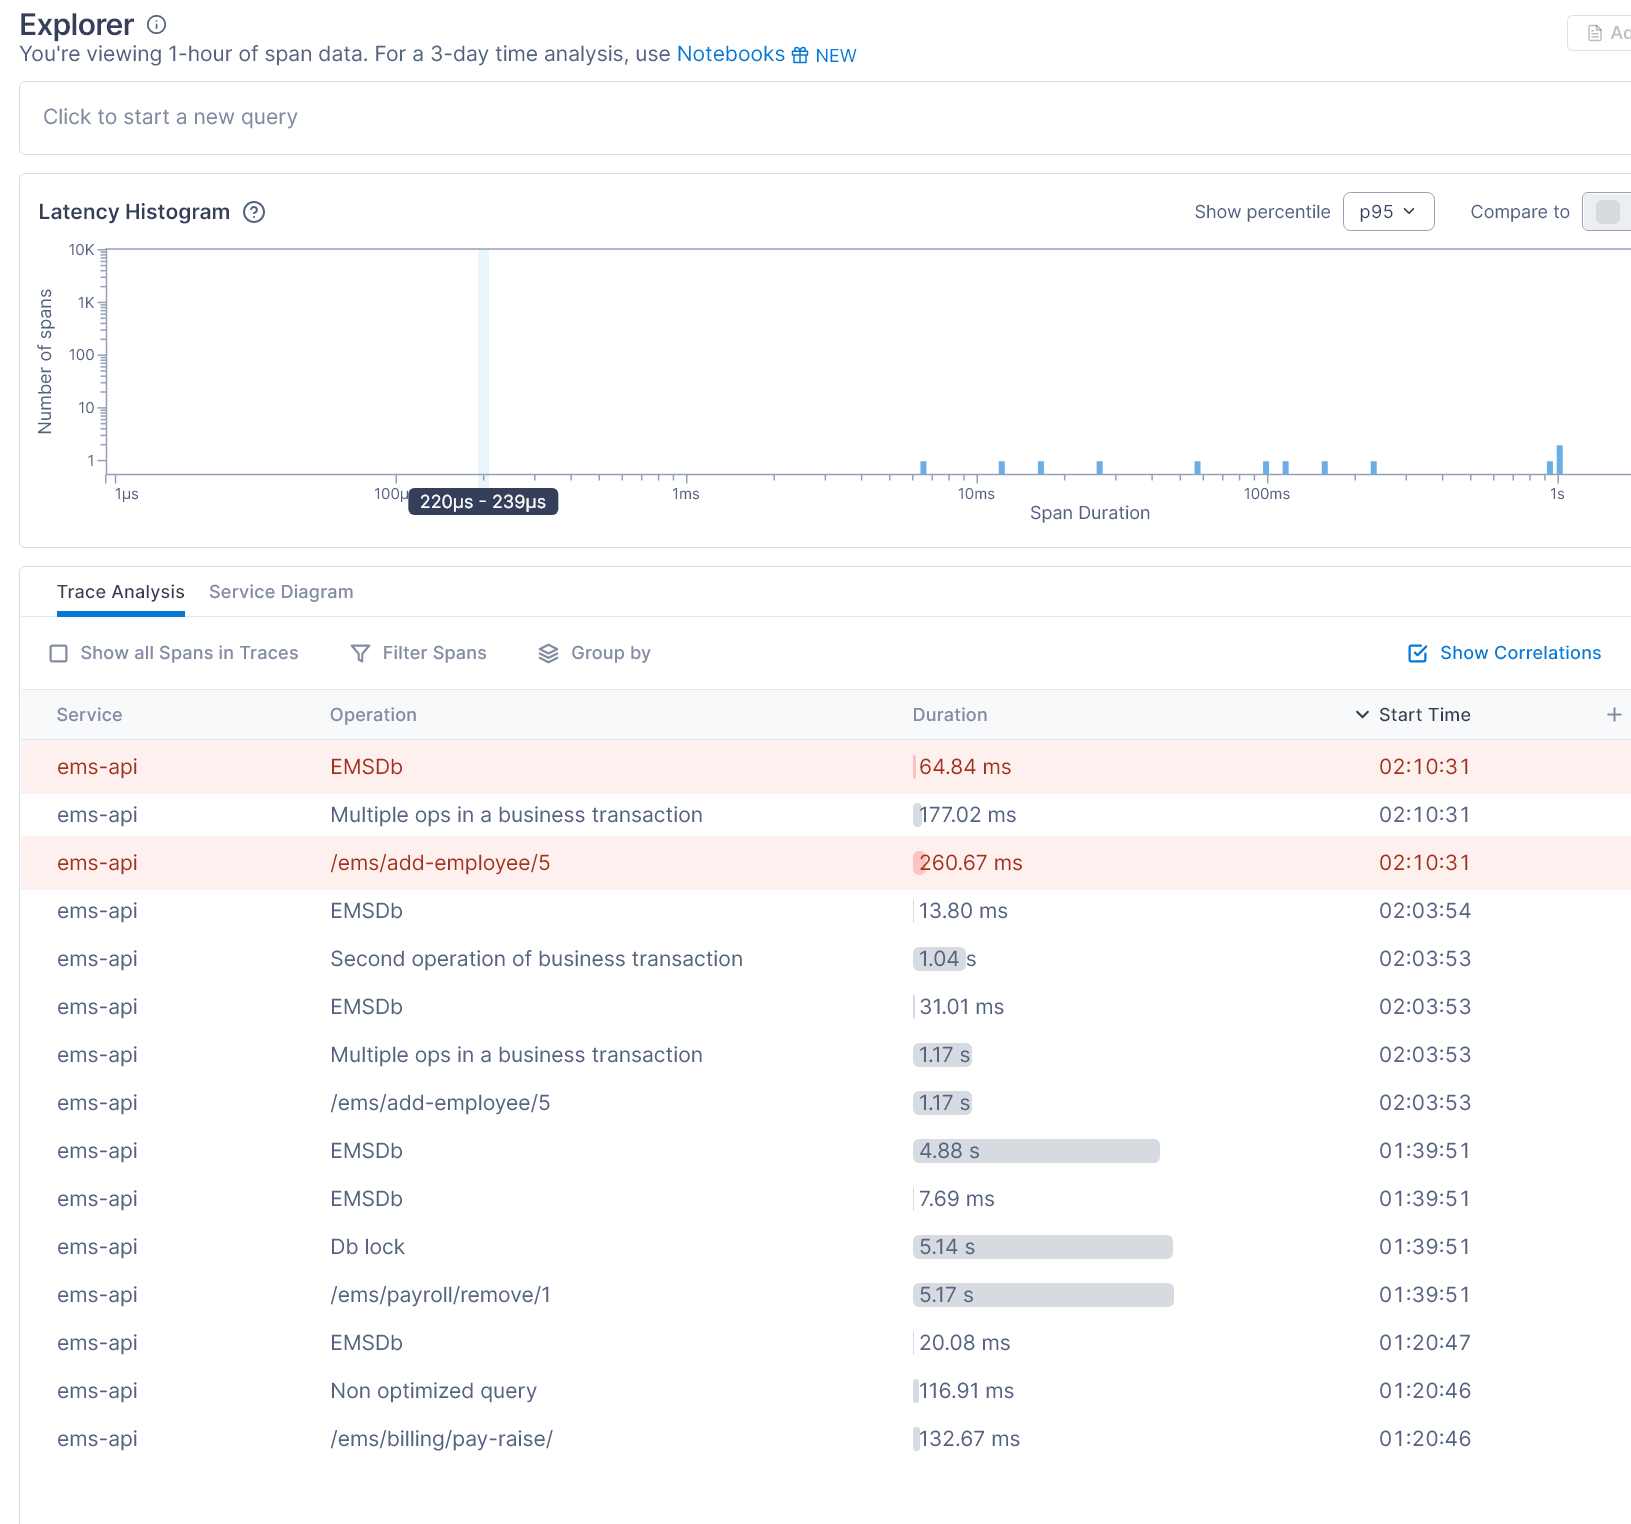 Explorer
You're viewing 1-hour of span data. For a 3-day time analysis, use Notebooks NEW
Click to start a new query
Latency Histogram
Show percentile p95 Compare to
Number of spans
10K
1K
100
10
1
1µs 100µ 1ms 10ms 100ms 1s
220µs - 239µs
Span Duration
Trace Analysis Service Diagram
Show all Spans in Traces Filter Spans Group by Show Correlations
Service Operation Duration Start Time
ems-api EMSDb 64.84 ms 02:10:31
ems-api Multiple ops in a business transaction 177.02 ms 02:10:31
ems-api /ems/add-employee/5 260.67 ms 02:10:31
ems-api EMSDb 13.80 ms 02:03:54
ems-api Second operation of business transaction 1.04 s 02:03:53
ems-api EMSDb 31.01 ms 02:03:53
ems-api Multiple ops in a business transaction 1.17 s 02:03:53
ems-api /ems/add-employee/5 1.17 s 02:03:53
ems-api EMSDb 4.88 s 01:39:51
ems-api EMSDb 7.69 ms 01:39:51
ems-api Db lock 5.14 s 01:39:51
ems-api /ems/payroll/remove/1 5.17 s 01:39:51
ems-api EMSDb 20.08 ms 01:20:47
ems-api Non optimized query 116.91 ms 01:20:46
ems-api /ems/billing/pay-raise/ 132.67 ms 01:20:46